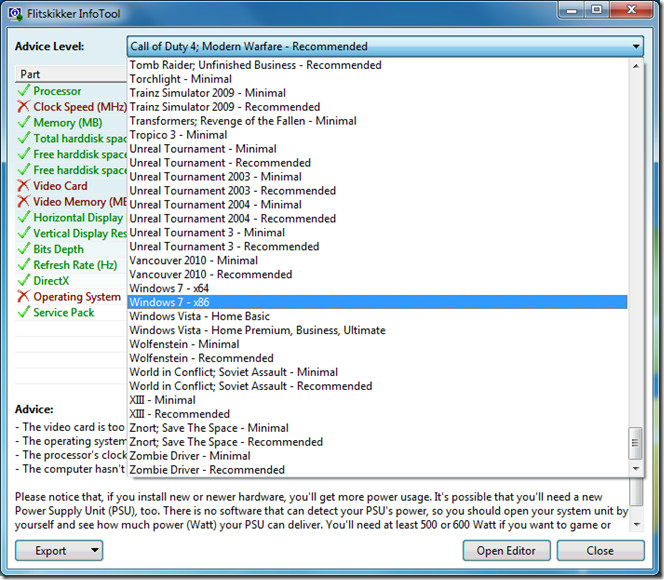 Flitskikker InfoTool
Advice Level:
Call of Duty 4; Modern Warfare - Recommended
Part
Processor
Clock Speed (MHz)
Memory (MB)
Total harddisk spac
Free harddisk space
Free harddisk space
Video Card
Video Memory (MB
Horizontal Display
Vertical Display Res
Bits Depth
Refresh Rate (Hz)
DirectX
Operating System
Service Pack
Tomb Raider; Unfinished Business - Recommended
Torchlight - Minimal
Trainz Simulator 2009 - Minimal
Trainz Simulator 2009 - Recommended
Transformers; Revenge of the Fallen - Minimal
Tropico 3 - Minimal
Unreal Tournament - Minimal
Unreal Tournament - Recommended
Unreal Tournament 2003 - Minimal
Unreal Tournament 2003 - Recommended
Unreal Tournament 2004 - Minimal
Unreal Tournament 2004 - Recommended
Unreal Tournament 3 - Minimal
Unreal Tournament 3 - Recommended
Vancouver 2010 - Minimal
Vancouver 2010 - Recommended
Windows 7 - x64
Windows 7 - x86
Windows Vista - Home Basic
Windows Vista - Home Premium, Business, Ultimate
Wolfenstein - Minimal
Wolfenstein - Recommended
World in Conflict; Soviet Assault - Minimal
World in Conflict; Soviet Assault - Recommended
XIII - Minimal
XIII - Recommended
Znort; Save The Space - Minimal
Znort; Save The Space - Recommended
Zombie Driver - Minimal
Zombie Driver - Recommended
Advice:
- The video card is too
- The operating system
- The processor's clock
- The computer hasn't
Please notice that, if you install new or newer hardware, you'll get more power usage. It's possible that you'll need a new
Power Supply Unit (PSU), too. There is no software that can detect your PSU's power, so you should open your system unit by
yourself and see how much power (Watt) your PSU can deliver. You'll need at least 500 or 600 Watt if you want to game or
Export
Open Editor
Close